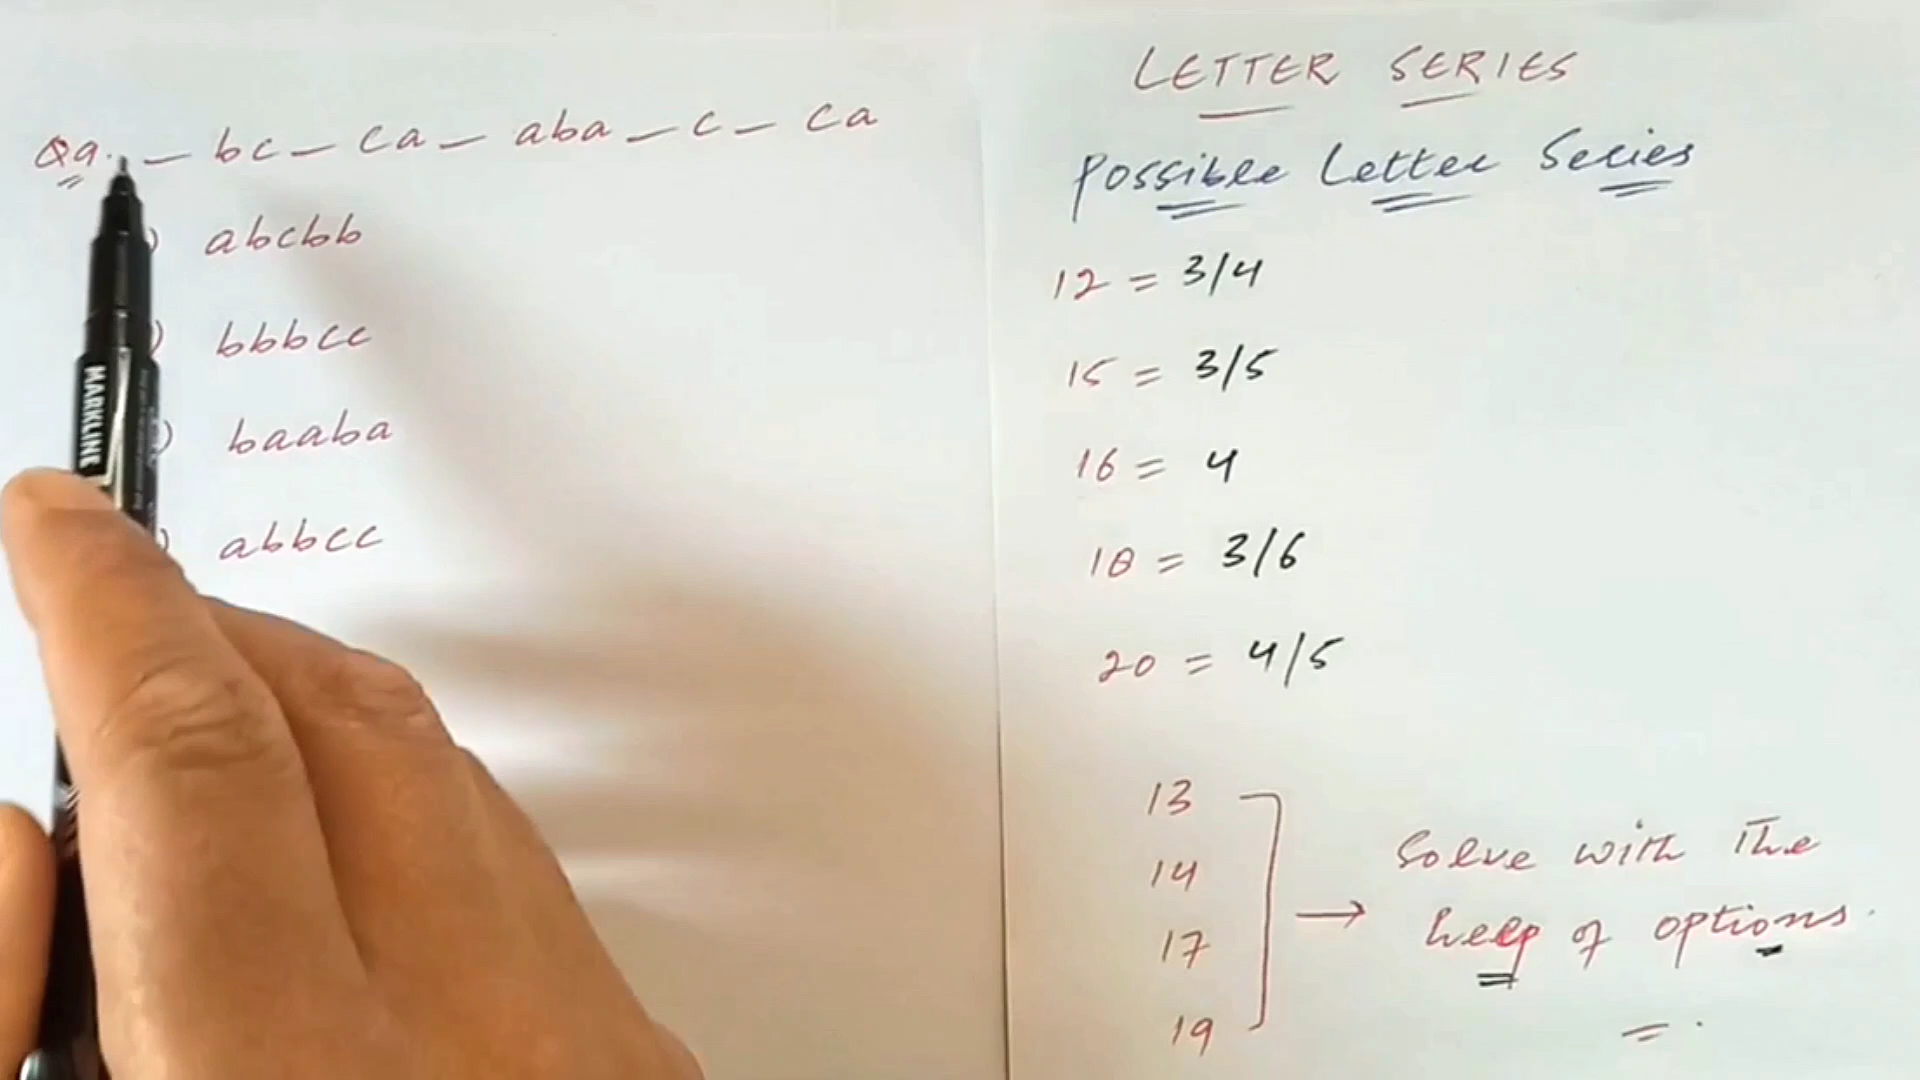 Q9. _ bc _ ca _ aba _ c _ ca
) abcbb
) bbbcc
) baaba
) abbcc
MARKLINE
LETTER SERIES
Possible Letter Series
12 = 3/4
15 = 3/5
16 = 4
18 = 3/6
20 = 4/5
13
14
17
19
→ Solve with The
help of options.